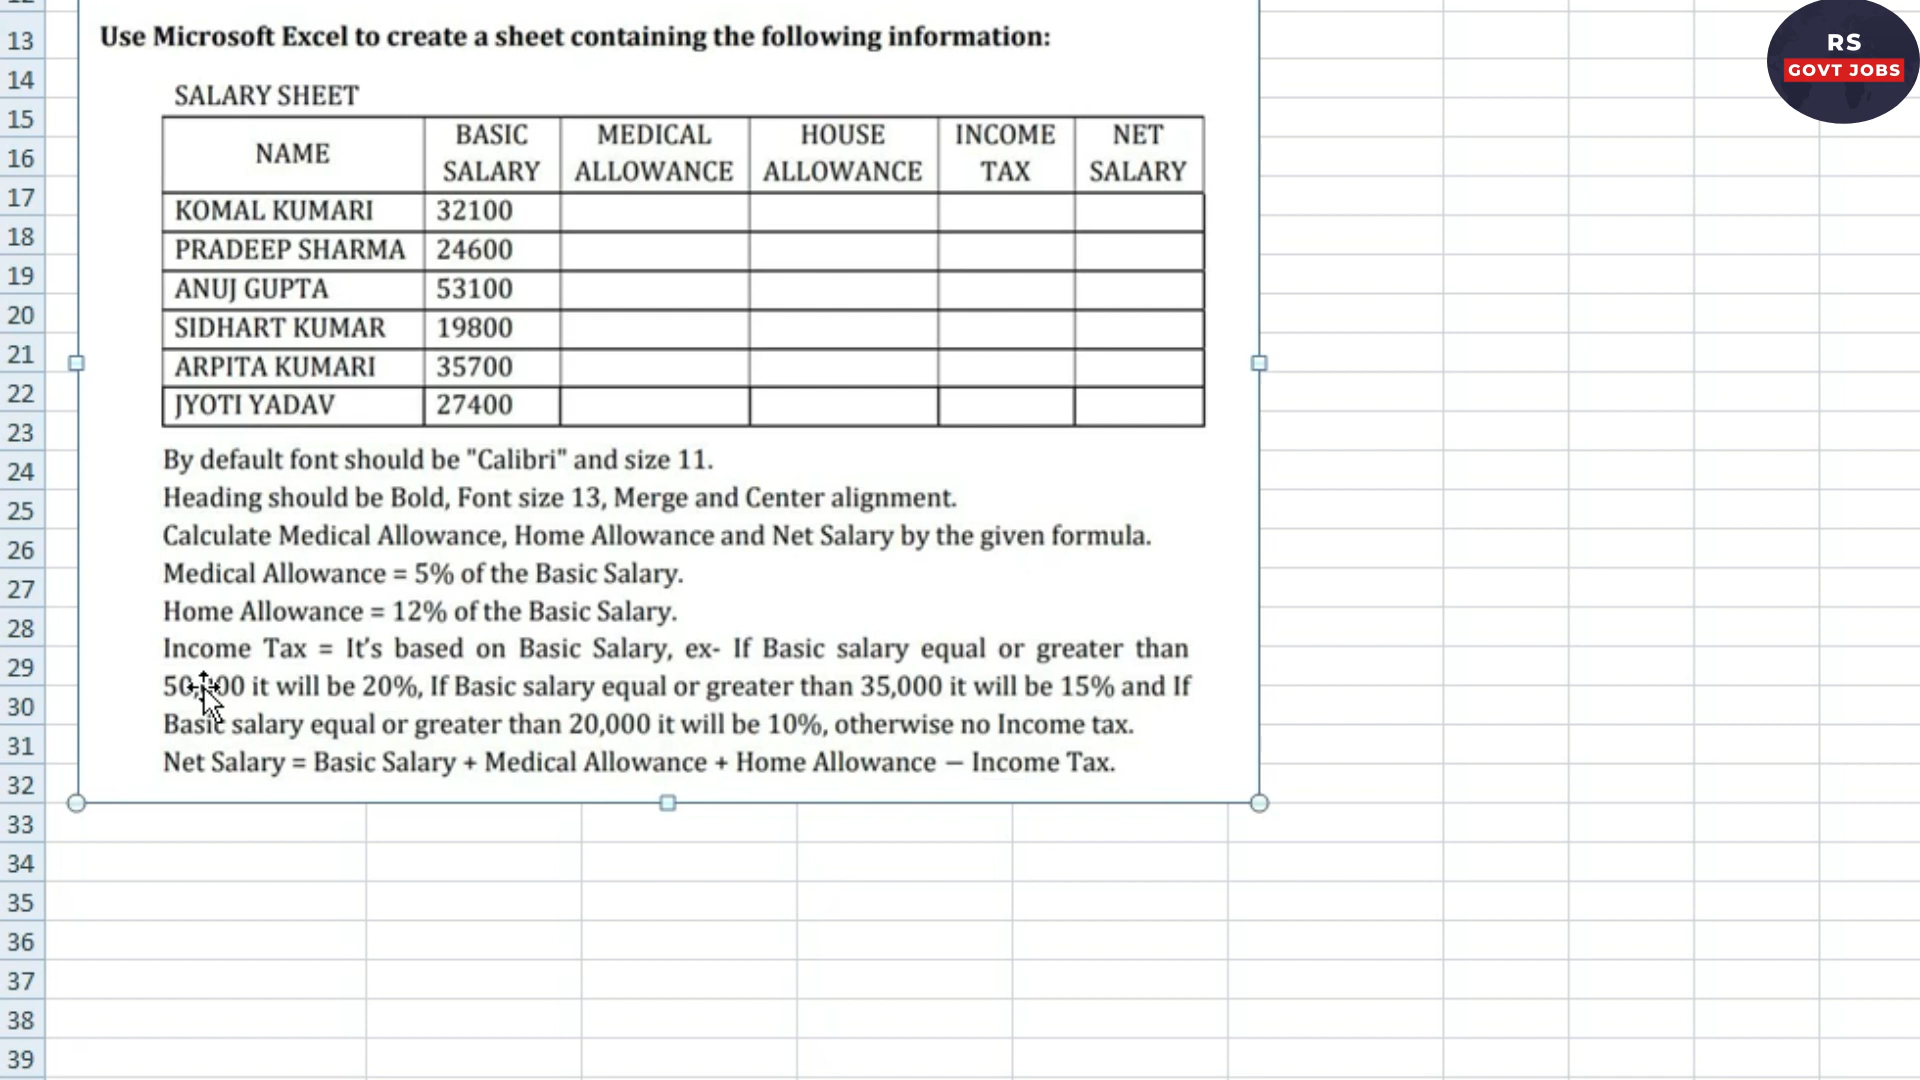 RS
GOVT JOBS
13
14
15
16
17
18
19
20
21
22
23
24
25
26
27
28
29
30
31
32
33
34
35
36
37
38
39
Use Microsoft Excel to create a sheet containing the following information:
SALARY SHEET
NAME BASIC SALARY MEDICAL ALLOWANCE HOUSE ALLOWANCE INCOME TAX NET SALARY
KOMAL KUMARI 32100
PRADEEP SHARMA 24600
ANUJ GUPTA 53100
SIDHART KUMAR 19800
ARPITA KUMARI 35700
JYOTI YADAV 27400
By default font should be "Calibri" and size 11.
Heading should be Bold, Font size 13, Merge and Center alignment.
Calculate Medical Allowance, Home Allowance and Net Salary by the given formula.
Medical Allowance = 5% of the Basic Salary.
Home Allowance = 12% of the Basic Salary.
Income Tax = It's based on Basic Salary, ex- If Basic salary equal or greater than
it will be 20%, If Basic salary equal or greater than 35,000 it will be 15% and If
Basic salary equal or greater than 20,000 it will be 10%, otherwise no Income tax.
Net Salary = Basic Salary + Medical Allowance + Home Allowance − Income Tax.